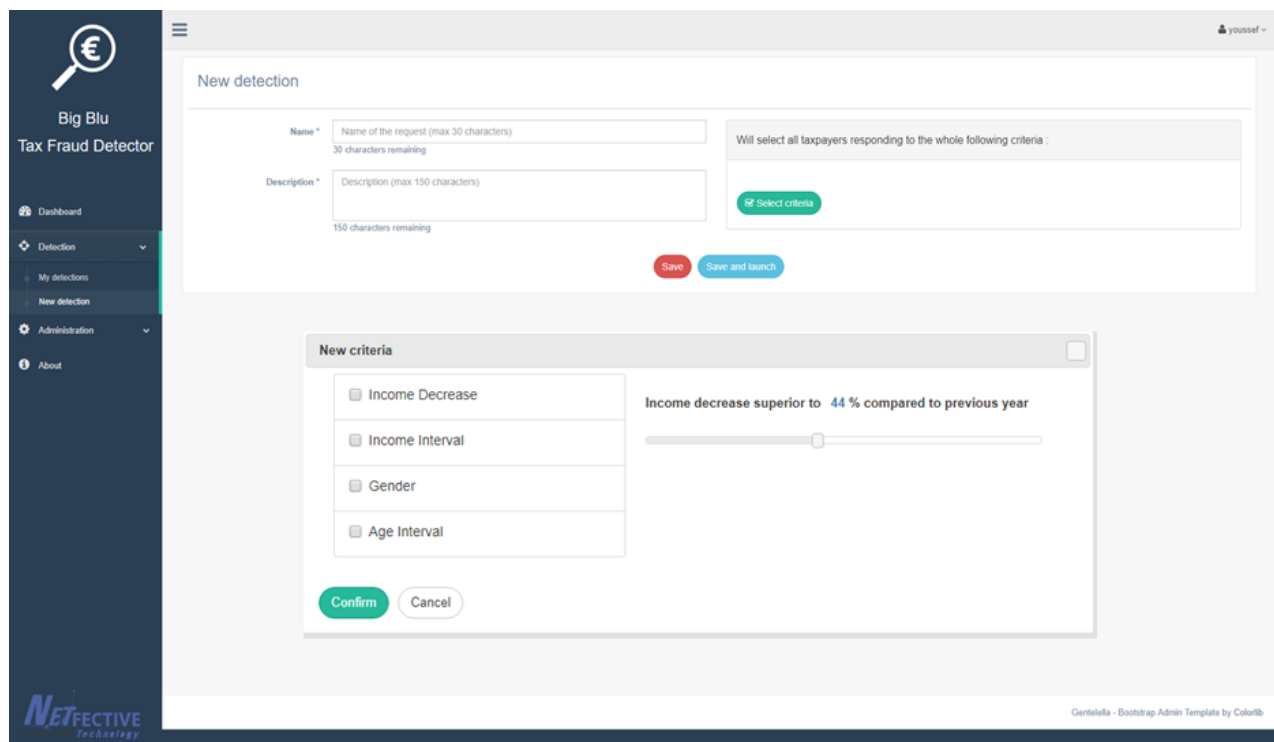 €
Big Blu
Tax Fraud Detector
Dashboard
Detection
My detections
New detection
Administration
About
NETFECTIVE
Technology
youssef
New detection
Name *
Name of the request (max 30 characters)
30 characters remaining
Description *
Description (max 150 characters)
150 characters remaining
Will select all taxpayers responding to the whole following criteria :
Select criteria
Save
Save and launch
New criteria
Income Decrease
Income Interval
Gender
Age Interval
Income decrease superior to 44 % compared to previous year
Confirm
Cancel
Gentelella - Bootstrap Admin Template by Colorlib